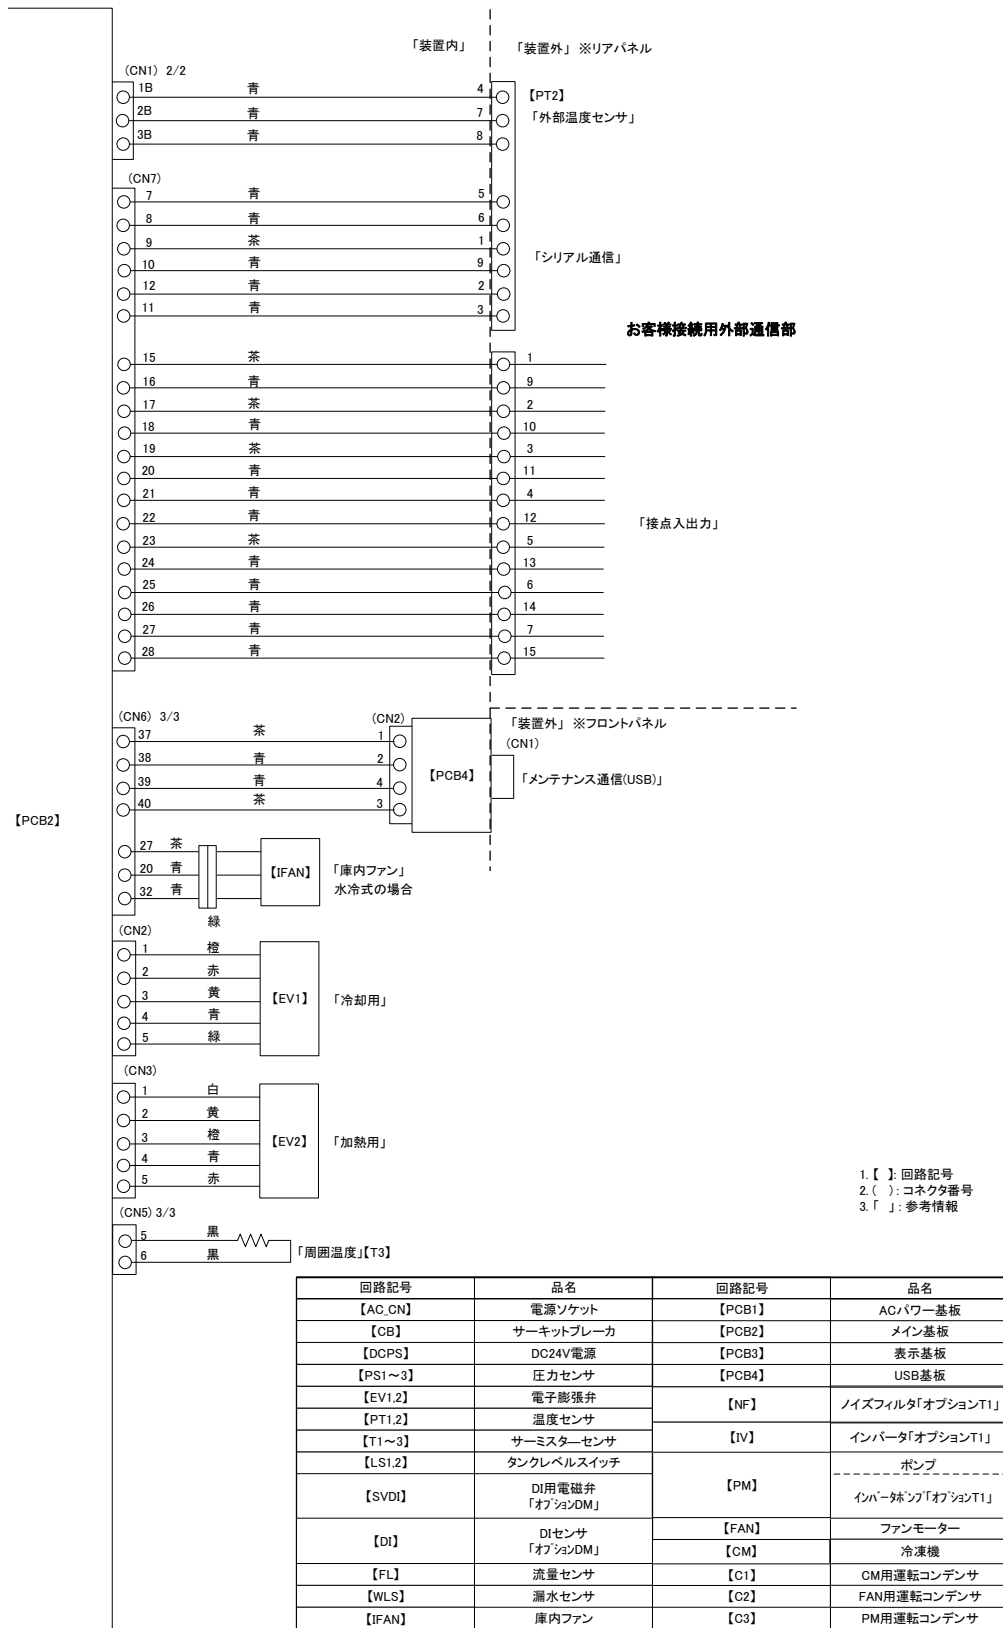 「装置内」 「装置外」 ※リアパネル
(CN1) 2/2
1B 青 4 【PT2】
2B 青 7 「外部温度センサ」
3B 青 8
(CN7)
7 青 5
8 青 6
9 茶 1 「シリアル通信」
10 青 9
12 青 2
11 青 3
お客様接続用外部通信部
15 茶 1
16 青 9
17 茶 2
18 青 10
19 茶 3
20 青 11
21 青 4
22 青 12 「接点入出力」
23 茶 5
24 青 13
25 青 6
26 青 14
27 青 7
28 青 15
(CN6) 3/3 (CN2) 「装置外」 ※フロントパネル
37 茶 1 (CN1)
38 青 2 【PCB4】 「メンテナンス通信(USB)」
39 青 4
40 茶 3
【PCB2】
27 茶
20 青 【IFAN】 「庫内ファン」
32 青 水冷式の場合
緑
(CN2)
1 橙
2 赤
3 黄 【EV1】 「冷却用」
4 青
5 緑
(CN3)
1 白
2 黄
3 橙 【EV2】 「加熱用」
4 青
5 赤
1.【 】: 回路記号
2.( ): コネクタ番号
3.「 」: 参考情報
(CN5) 3/3
5 黒
6 黒 「周囲温度」【T3】
回路記号 品名 回路記号 品名
【AC_CN】 電源ソケット 【PCB1】 ACパワー基板
【CB】 サーキットブレーカ 【PCB2】 メイン基板
【DCPS】 DC24V電源 【PCB3】 表示基板
【PS1～3】 圧力センサ 【PCB4】 USB基板
【EV1,2】 電子膨張弁 【NF】 ノイズフィルタ「オプションT1」
【PT1,2】 温度センサ
【T1～3】 サーミスターセンサ 【IV】 インバータ「オプションT1」
【LS1,2】 タンクレベルスイッチ 【PM】 ポンプ
【SVDI】 DI用電磁弁 ｲﾝﾊﾞｰﾀﾎﾟﾝﾌﾟ「ｵﾌﾟｼｮﾝT1」
「ｵﾌﾟｼｮﾝDM」
【DI】 DIセンサ 【FAN】 ファンモーター
「ｵﾌﾟｼｮﾝDM」 【CM】 冷凍機
【FL】 流量センサ 【C1】 CM用運転コンデンサ
【WLS】 漏水センサ 【C2】 FAN用運転コンデンサ
【IFAN】 庫内ファン 【C3】 PM用運転コンデンサ